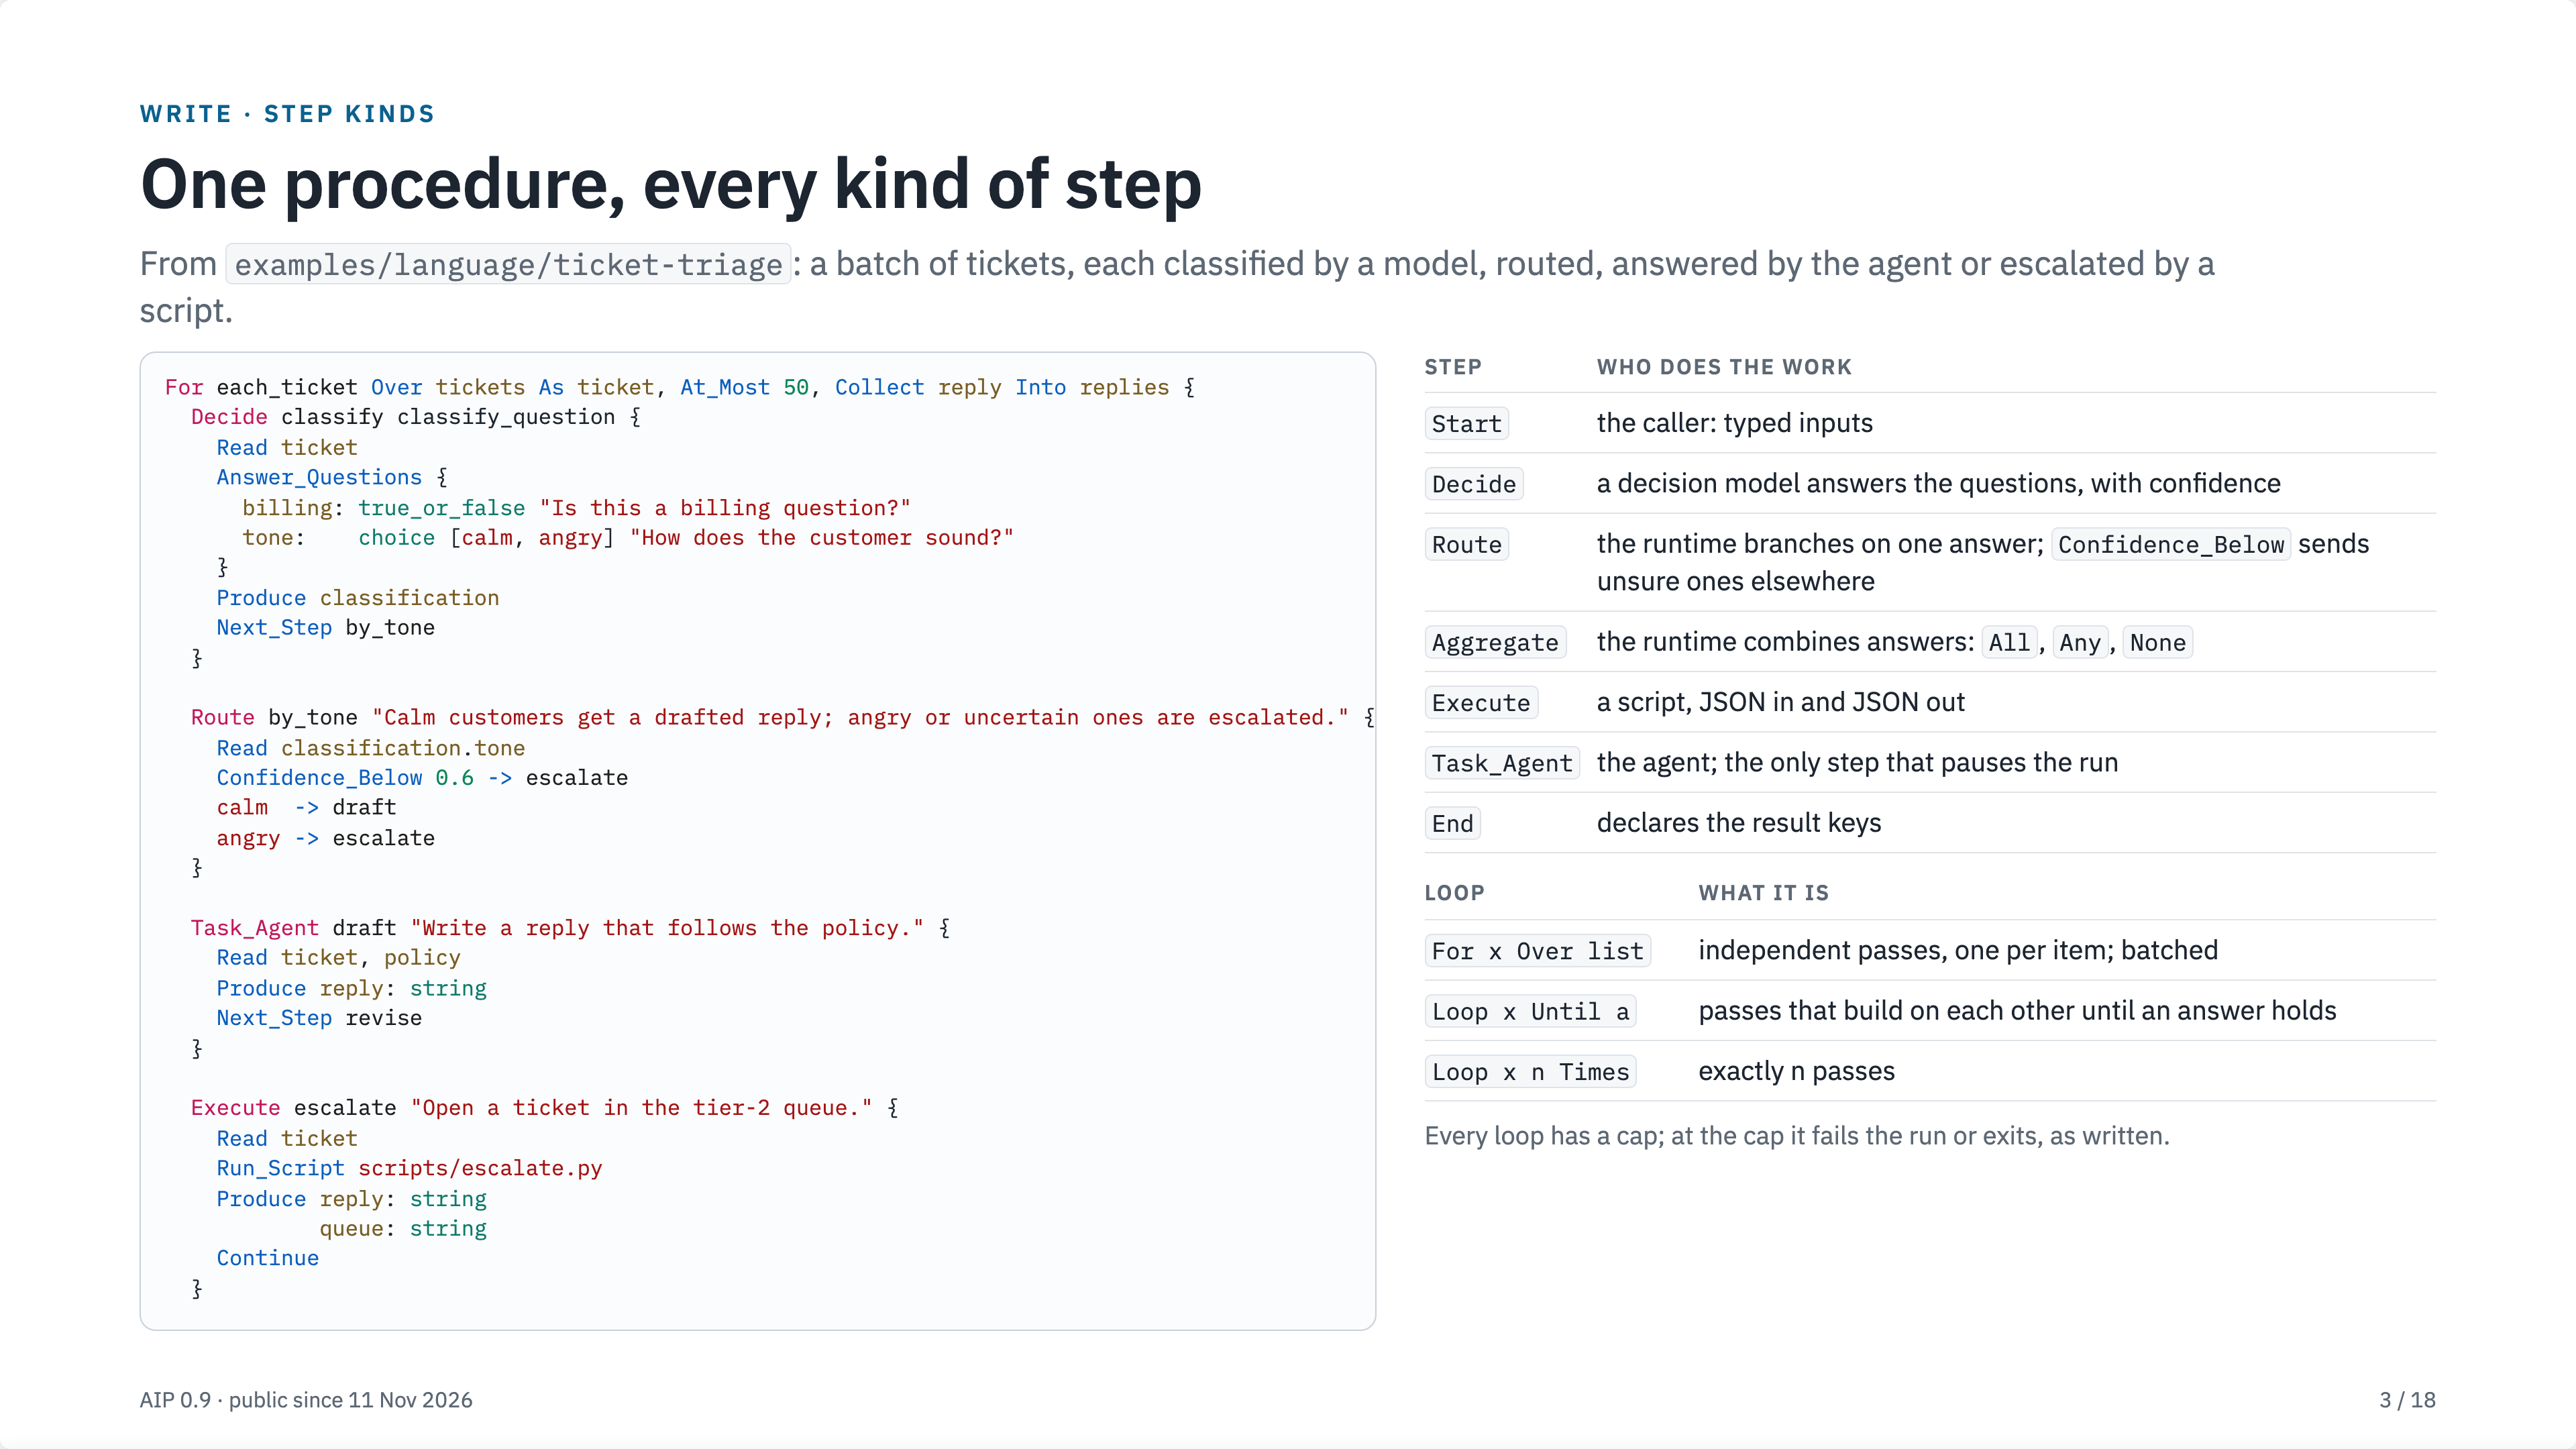 WRITE · STEP KINDS
One procedure, every kind of step
From examples/language/ticket-triage: a batch of tickets, each classified by a model, routed, answered by the agent or escalated by a
script.
For each_ticket Over tickets As ticket, At_Most 50, Collect reply Into replies {
  Decide classify classify_question {
    Read ticket
    Answer_Questions {
      billing: true_or_false "Is this a billing question?"
      tone:    choice [calm, angry] "How does the customer sound?"
    }
    Produce classification
    Next_Step by_tone
  }
  Route by_tone "Calm customers get a drafted reply; angry or uncertain ones are escalated." {
    Read classification.tone
    Confidence_Below 0.6 -> escalate
    calm  -> draft
    angry -> escalate
  }
  Task_Agent draft "Write a reply that follows the policy." {
    Read ticket, policy
    Produce reply: string
    Next_Step revise
  }
  Execute escalate "Open a ticket in the tier-2 queue." {
    Read ticket
    Run_Script scripts/escalate.py
    Produce reply: string
            queue: string
    Continue
  }
STEP WHO DOES THE WORK
Start the caller: typed inputs
Decide a decision model answers the questions, with confidence
Route the runtime branches on one answer; Confidence_Below sends
unsure ones elsewhere
Aggregate the runtime combines answers: All, Any, None
Execute a script, JSON in and JSON out
Task_Agent the agent; the only step that pauses the run
End declares the result keys
LOOP WHAT IT IS
For x Over list independent passes, one per item; batched
Loop x Until a passes that build on each other until an answer holds
Loop x n Times exactly n passes
Every loop has a cap; at the cap it fails the run or exits, as written.
AIP 0.9 · public since 11 Nov 2026
3 / 18